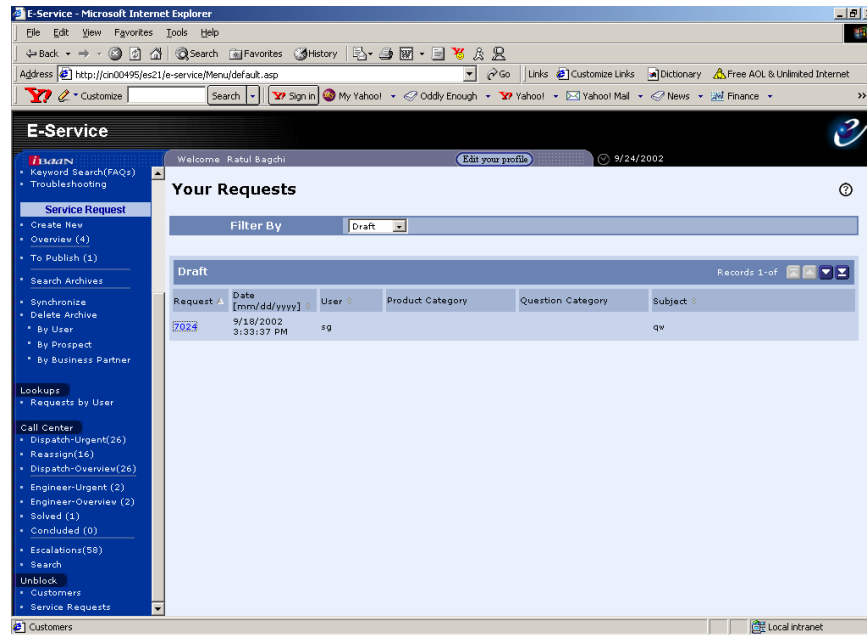 E-Service - Microsoft Internet Explorer
File Edit View Favorites Tools Help
Back Search Favorites History
Address http://cin00495/es21/e-service/Menu/default.asp Go Links Customize Links Dictionary Free AOL & Unlimited Internet
Y? Customize Search Sign in My Yahoo! Oddly Enough Yahoo! Yahoo! Mail News Finance »
E-Service
iBaaN Welcome Ratul Bagchi Edit your profile 9/24/2002
Keyword Search(FAQs)
Troubleshooting
Your Requests ?
Service Request
Create New
Filter By Draft
Overview (4)
To Publish (1)
Search Archives
Draft Records 1-of
Synchronize
Delete Archive
By User
By Prospect
By Business Partner
Request Date [mm/dd/yyyy] User Product Category Question Category Subject
7024 9/18/2002 sg qw
3:33:37 PM
Lookups
Requests by User
Call Center
Dispatch-Urgent(26)
Reassign(16)
Dispatch-Overview(26)
Engineer-Urgent (2)
Engineer-Overview (2)
Solved (1)
Concluded (0)
Escalations(58)
Search
Unblock
Customers
Service Requests
Customers Local intranet